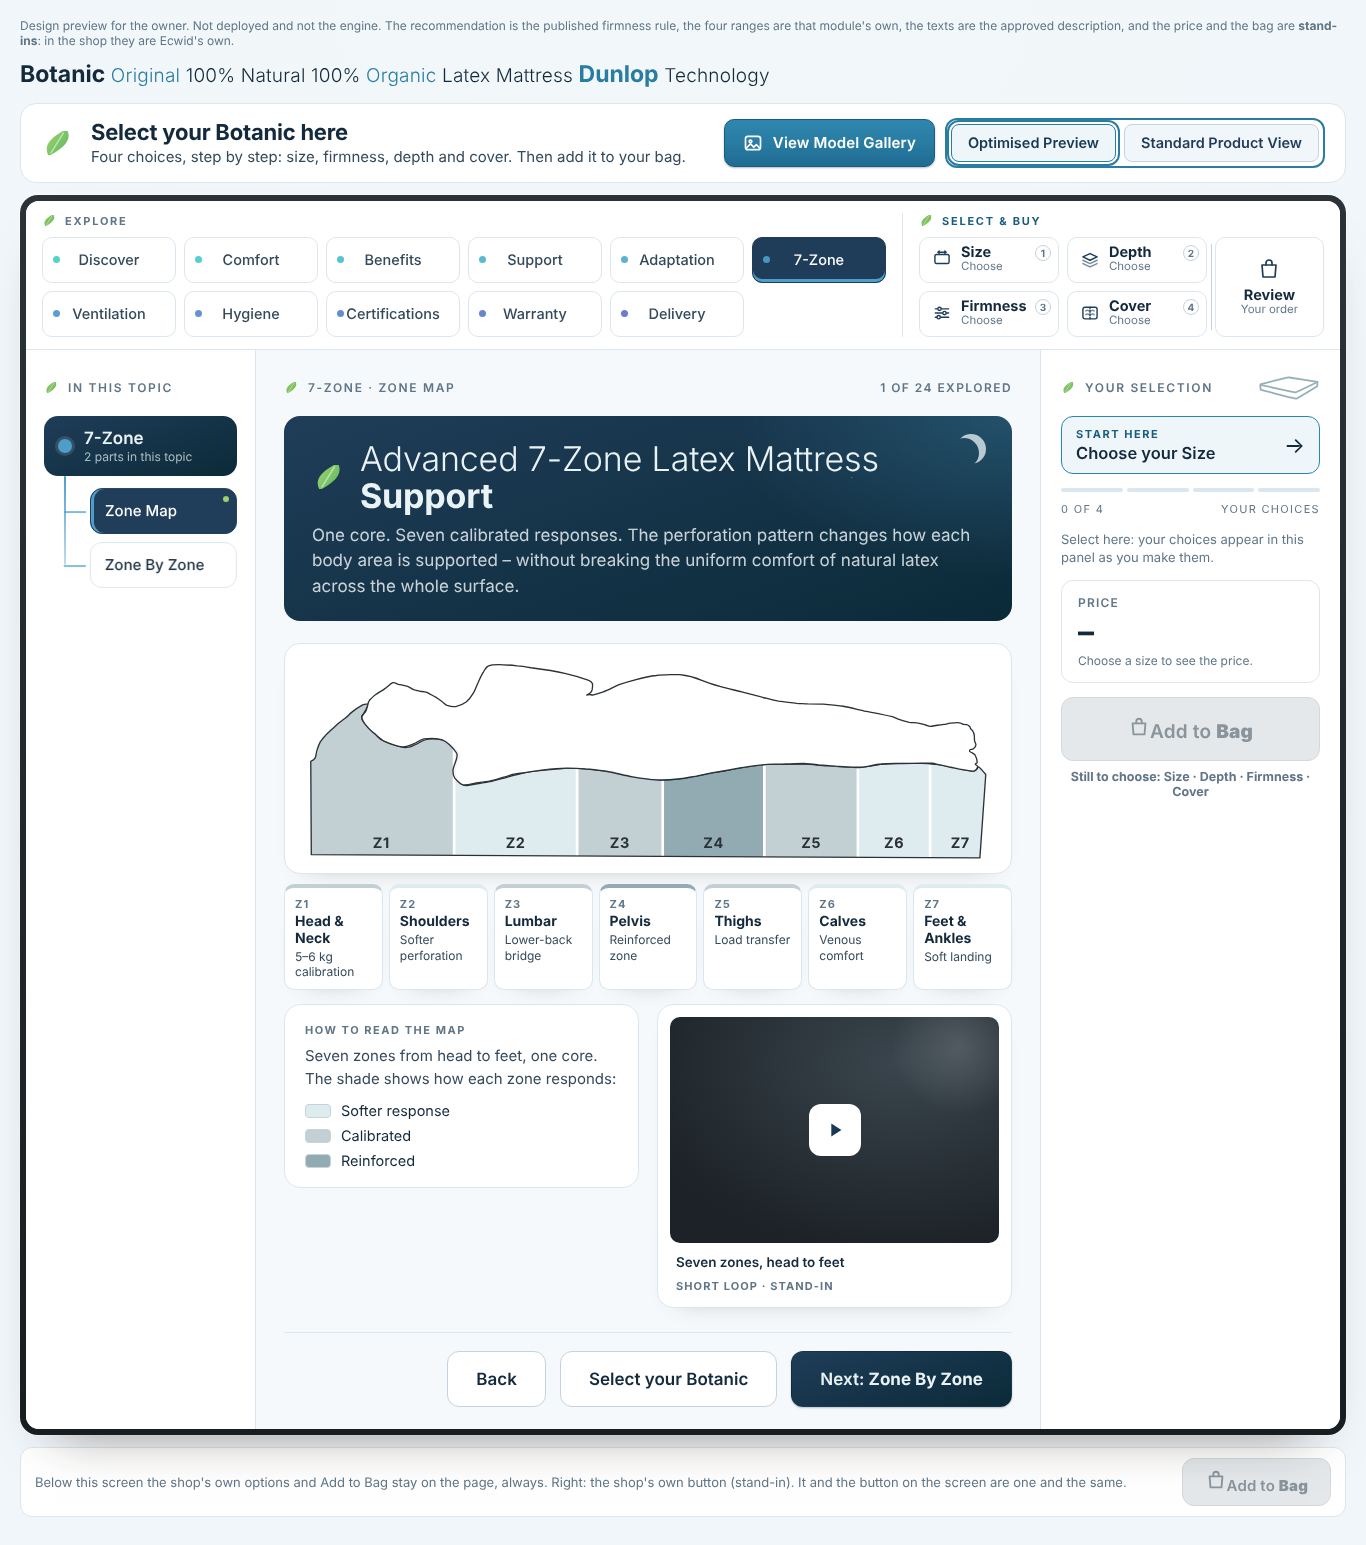 Design preview for the owner. Not deployed and not the engine. The recommendation is the published firmness rule, the four ranges are that module's own, the texts are the approved description, and the price and the bag are stand-
ins: in the shop they are Ecwid's own.
Botanic Original 100% Natural 100% Organic Latex Mattress Dunlop Technology
Select your Botanic here
Four choices, step by step: size, firmness, depth and cover. Then add it to your bag.
View Model Gallery
Optimised Preview
Standard Product View
EXPLORE
Discover
Comfort
Benefits
Support
Adaptation
7-Zone
Ventilation
Hygiene
Certifications
Warranty
Delivery
SELECT & BUY
Size
Choose
1
Depth
Choose
2
Firmness
Choose
3
Cover
Choose
4
Review
Your order
IN THIS TOPIC
7-Zone
2 parts in this topic
Zone Map
Zone By Zone
7-ZONE · ZONE MAP
1 OF 24 EXPLORED
Advanced 7-Zone Latex Mattress
Support
One core. Seven calibrated responses. The perforation pattern changes how each
body area is supported – without breaking the uniform comfort of natural latex
across the whole surface.
Z1
Z2
Z3
Z4
Z5
Z6
Z7
Z1
Head &
Neck
5–6 kg
calibration
Z2
Shoulders
Softer
perforation
Z3
Lumbar
Lower-back
bridge
Z4
Pelvis
Reinforced
zone
Z5
Thighs
Load transfer
Z6
Calves
Venous
comfort
Z7
Feet &
Ankles
Soft landing
HOW TO READ THE MAP
Seven zones from head to feet, one core.
The shade shows how each zone responds:
Softer response
Calibrated
Reinforced
Seven zones, head to feet
SHORT LOOP · STAND-IN
Back
Select your Botanic
Next: Zone By Zone
YOUR SELECTION
START HERE
Choose your Size
0 OF 4
YOUR CHOICES
Select here: your choices appear in this
panel as you make them.
PRICE
–
Choose a size to see the price.
Add to Bag
Still to choose: Size · Depth · Firmness ·
Cover
Below this screen the shop's own options and Add to Bag stay on the page, always. Right: the shop's own button (stand-in). It and the button on the screen are one and the same.
Add to Bag